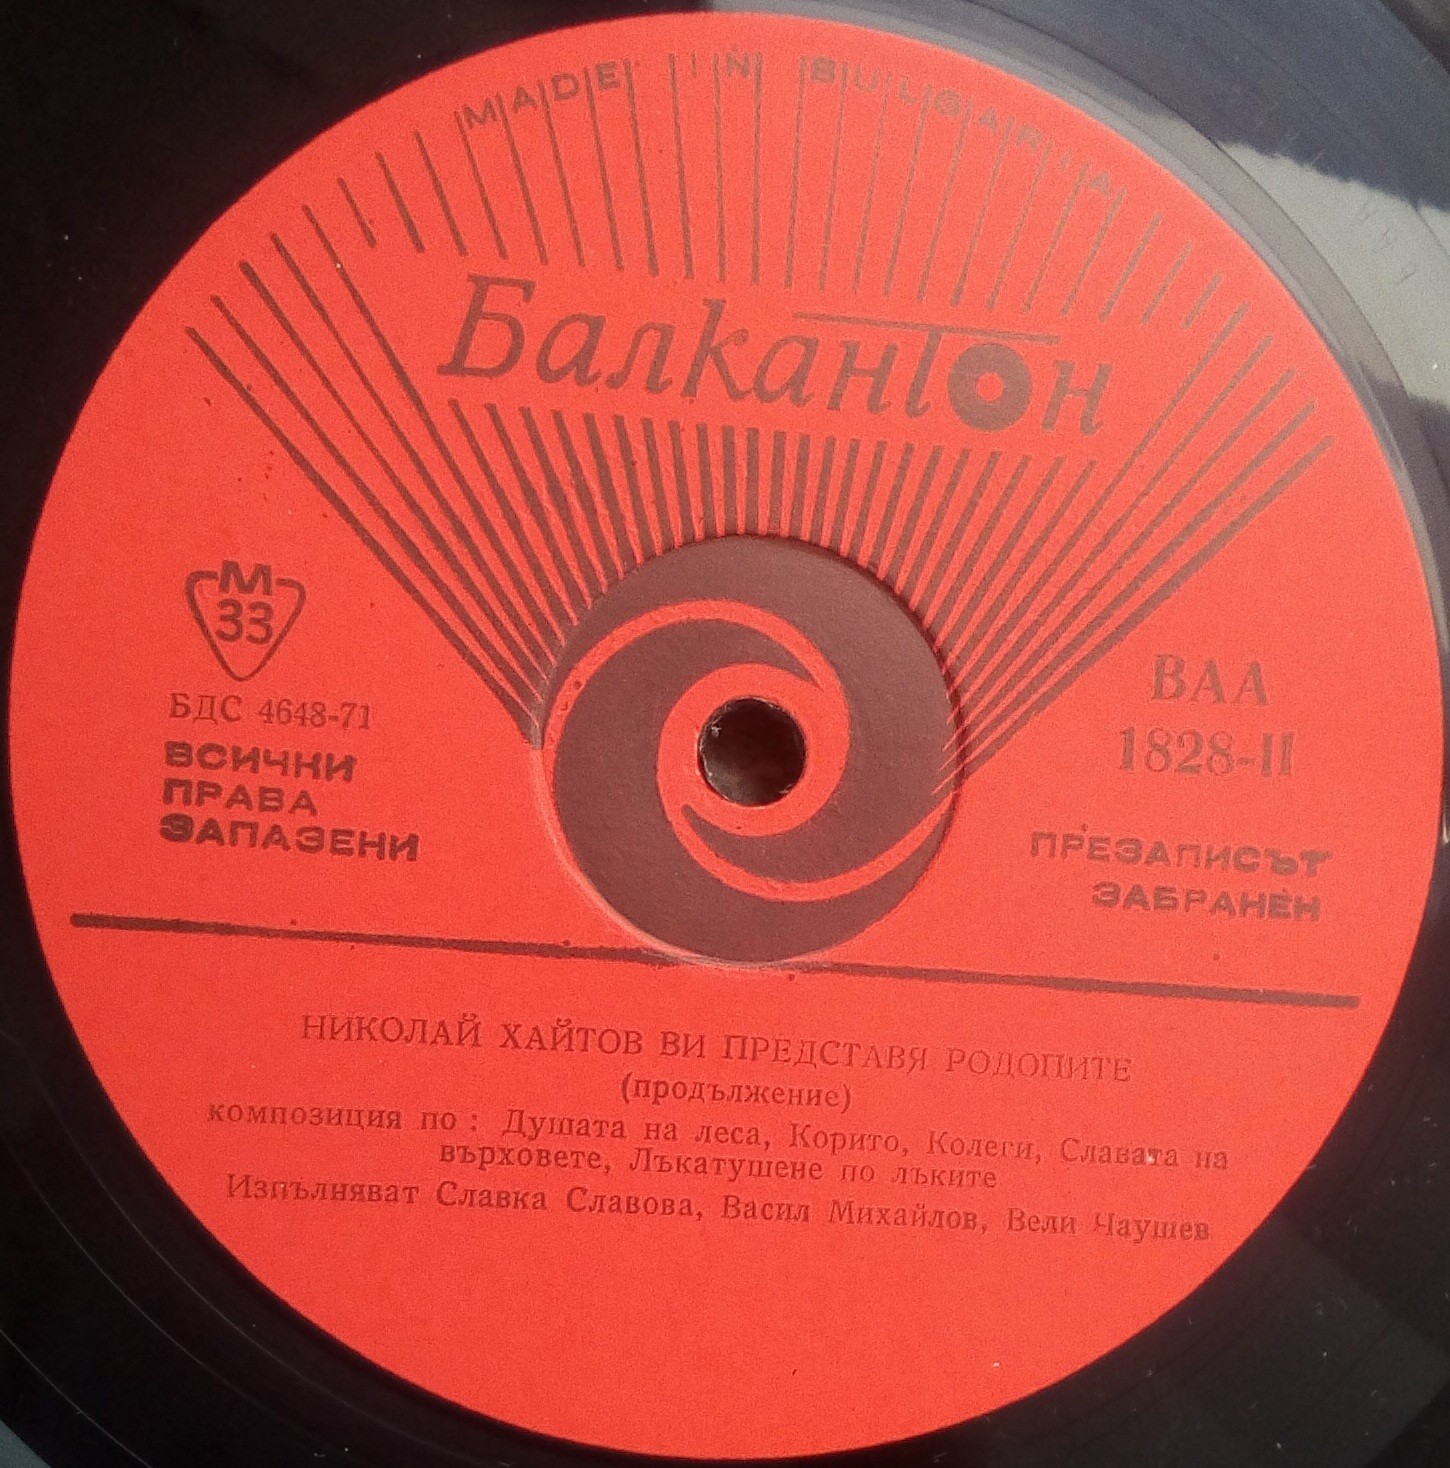 MADE IN BULGARIA
Балкантон
М
33
БДС 4648-71
ВСИЧКИ
ПРАВА
ЗАПАЗЕНИ
ВАА
1828-II
ПРЕЗАПИСЪТ
ЗАБРАНЕН
НИКОЛАЙ ХАЙТОВ ВИ ПРЕДСТАВЯ РОДОПИТЕ
(продължение)
композиция по : Душата на леса, Корито, Колеги, Славата на
върховете, Лъкатушене по лъките
Изпълняват Славка Славова, Васил Михайлов, Вели Чаушев